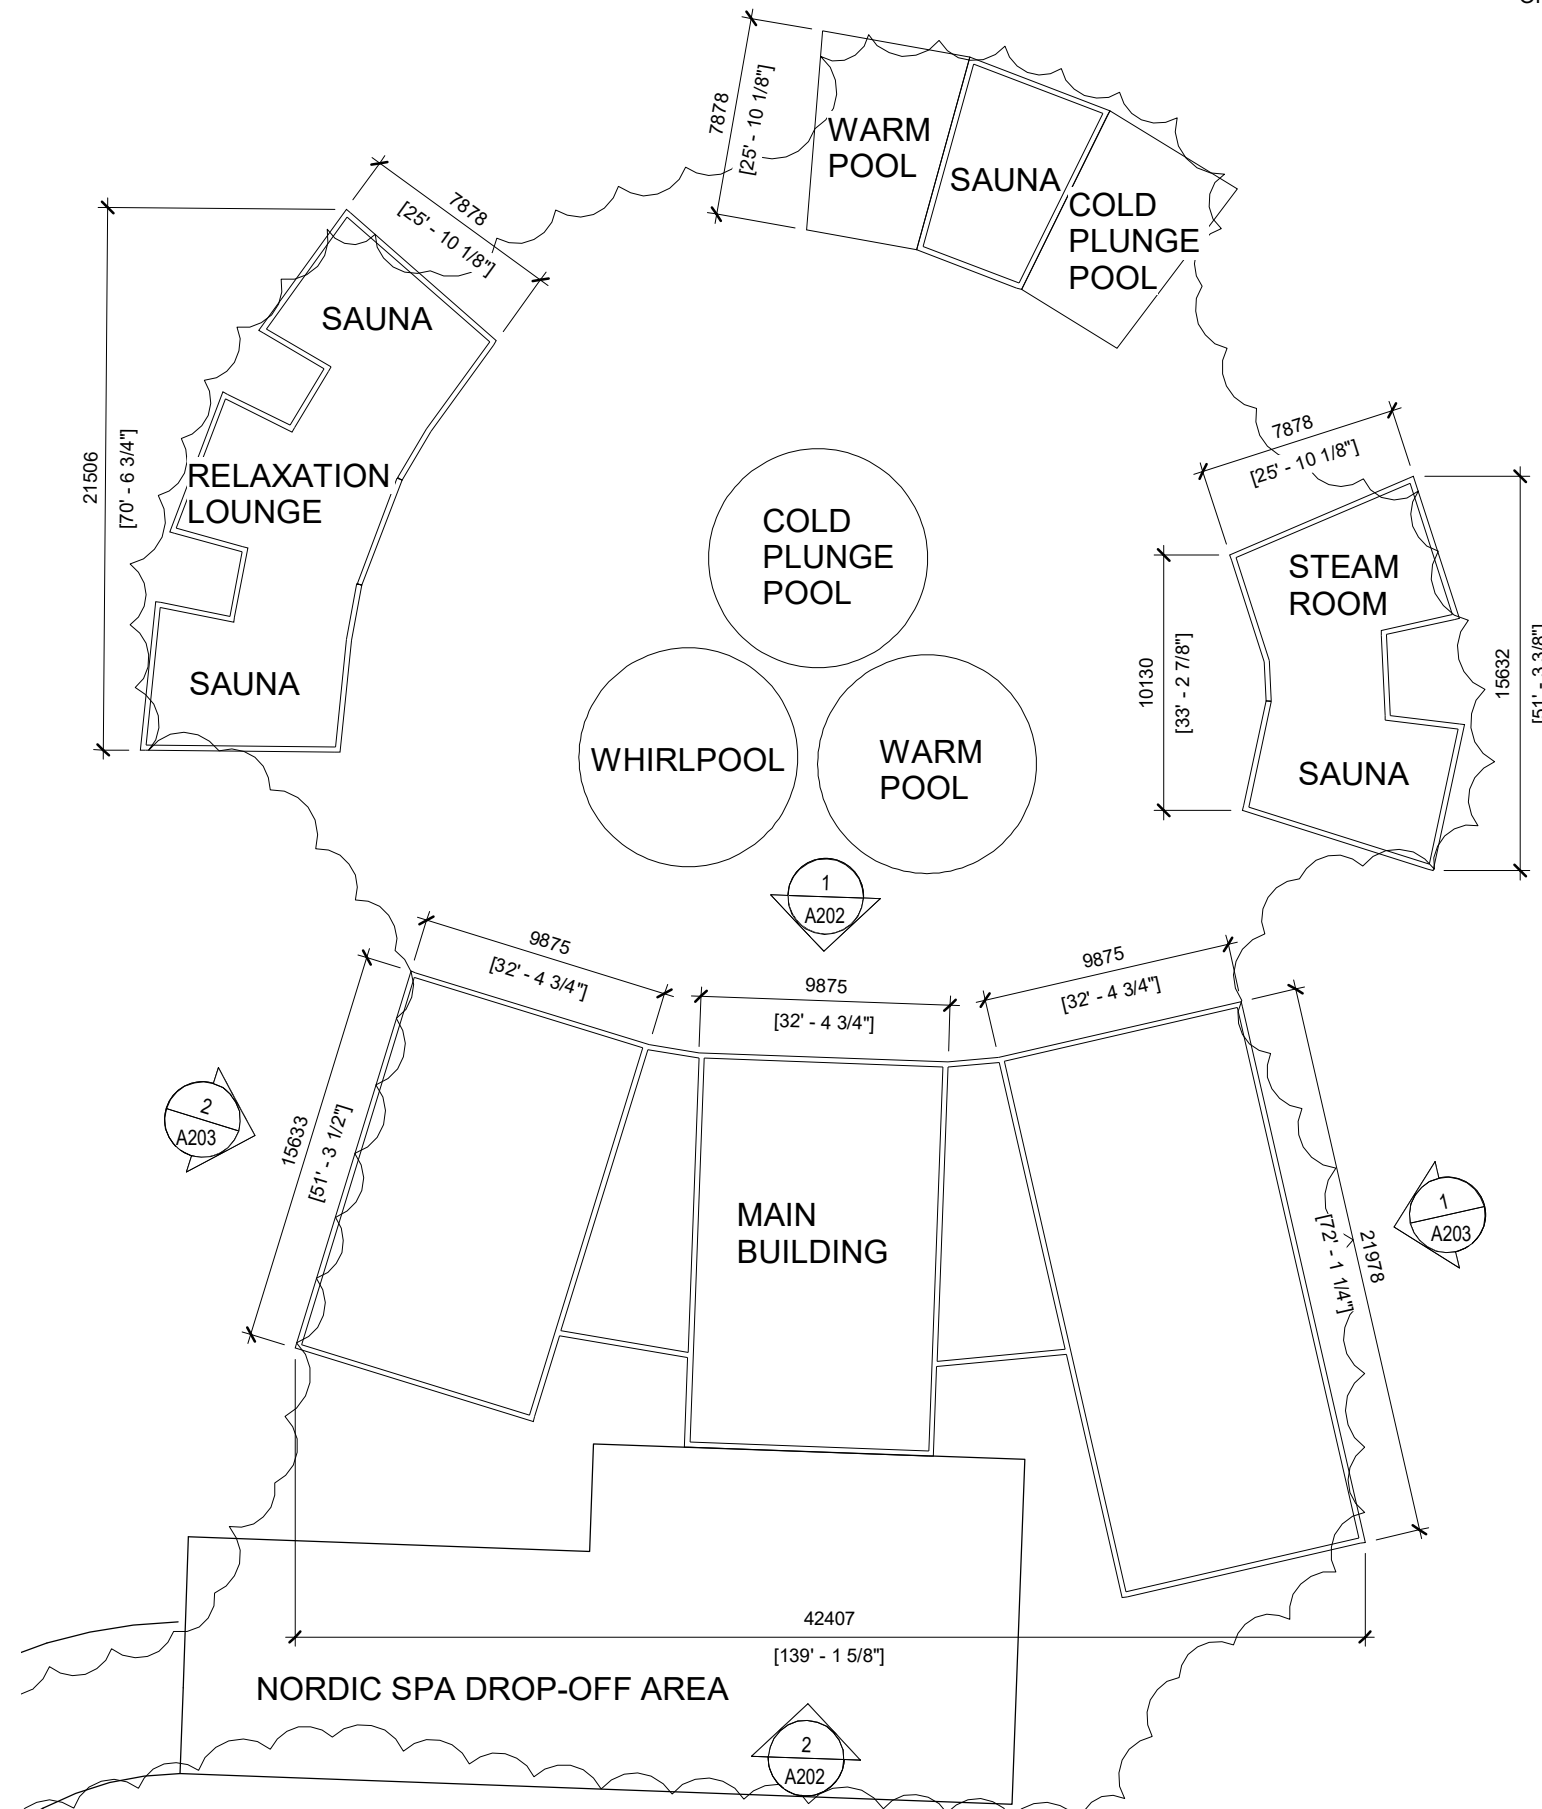 7878
[25' - 10 1/8"]
WARM
POOL
SAUNA
COLD
PLUNGE
POOL
7878
[25' - 10 1/8"]
SAUNA
21506
[70' - 6 3/4"]
RELAXATION
LOUNGE
SAUNA
7878
[25' - 10 1/8"]
COLD
PLUNGE
POOL
STEAM
ROOM
10130
[33' - 2 7/8"]
15632
[51' - 3 3/8"]
WHIRLPOOL
WARM
POOL
SAUNA
1
A202
9875
[32' - 4 3/4"]
9875
[32' - 4 3/4"]
9875
[32' - 4 3/4"]
2
A203
15633
[51' - 3 1/2"]
MAIN
BUILDING
1
A203
21978
[72' - 1 1/4"]
42407
[139' - 1 5/8"]
NORDIC SPA DROP-OFF AREA
2
A202